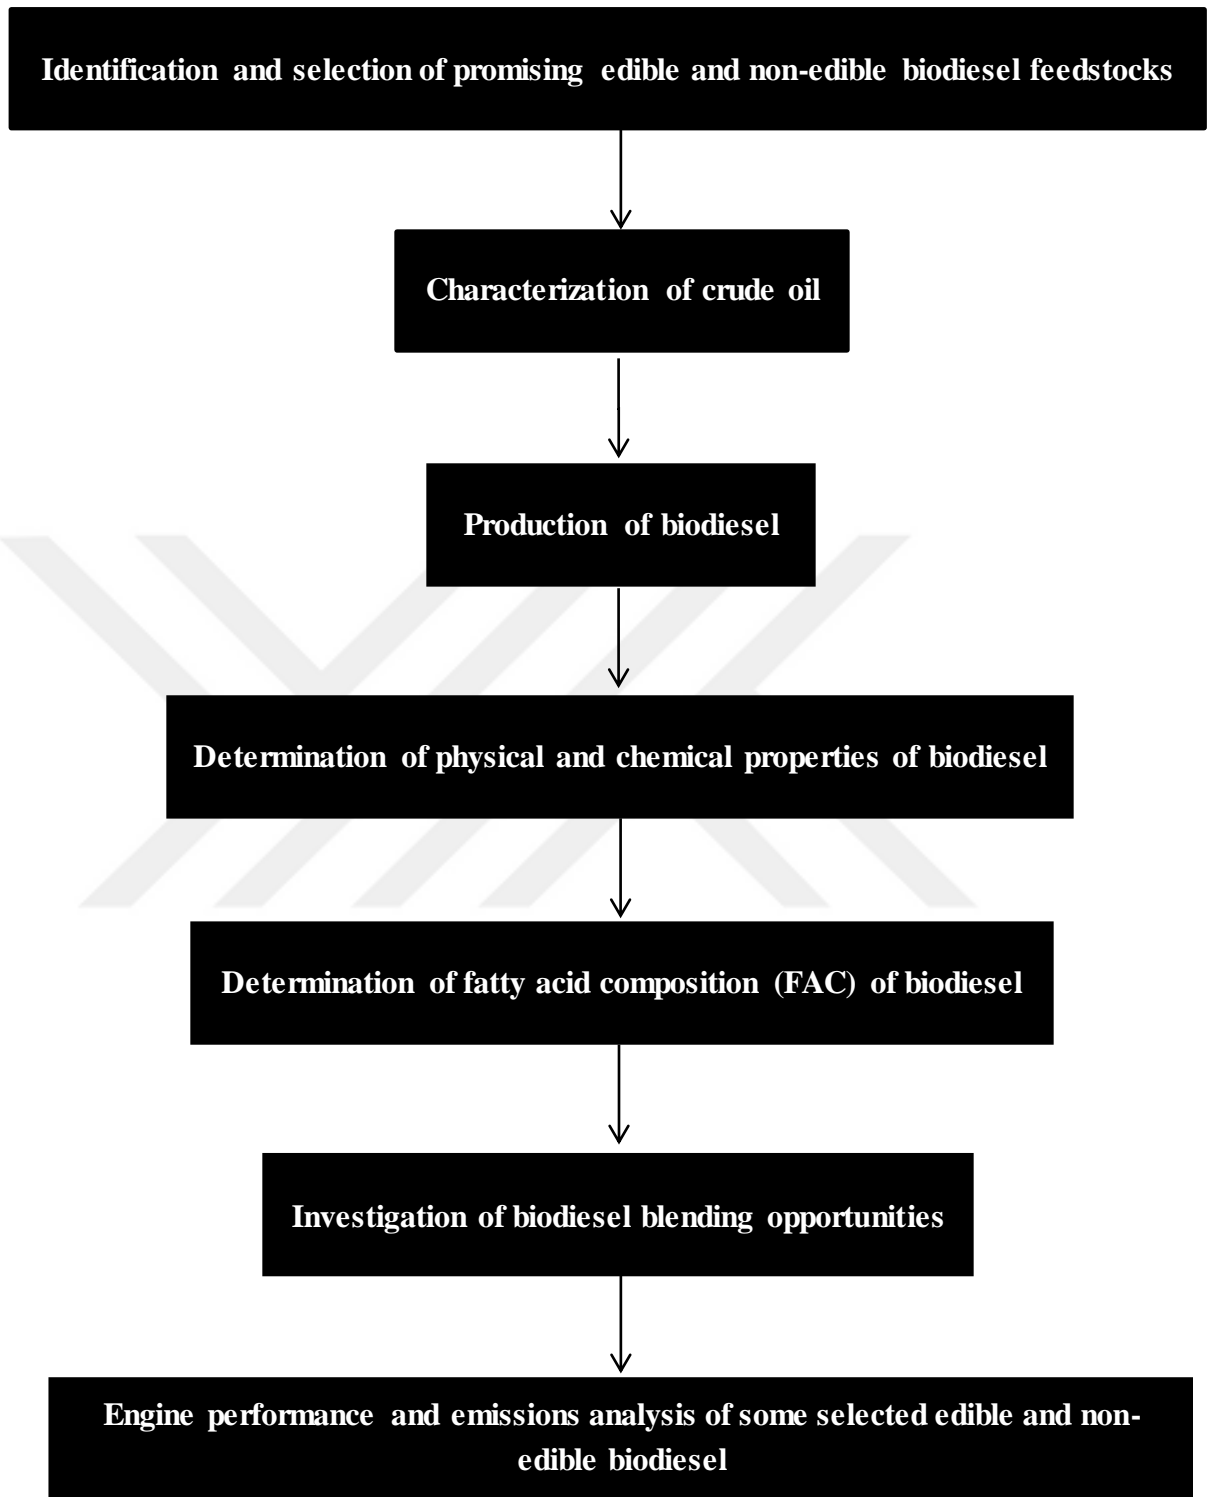 Identification and selection of promising edible and non-edible biodiesel feedstocks
Characterization of crude oil
Production of biodiesel
Determination of physical and chemical properties of biodiesel
Determination of fatty acid composition (FAC) of biodiesel
Investigation of biodiesel blending opportunities
Engine performance and emissions analysis of some selected edible and non-
edible biodiesel